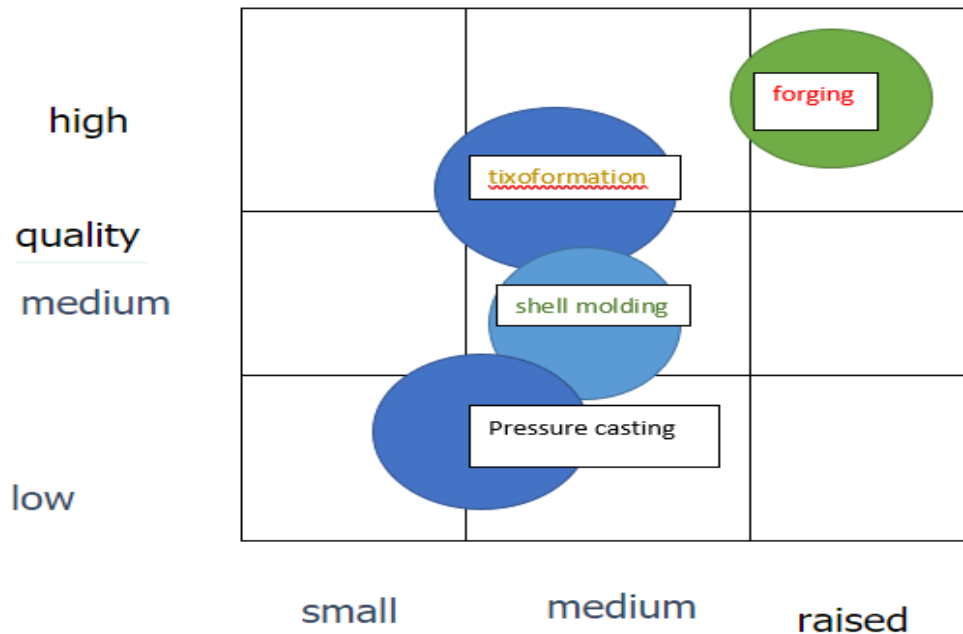 high
forging
tixoformation
quality
medium
shell molding
Pressure casting
low
small
medium
raised